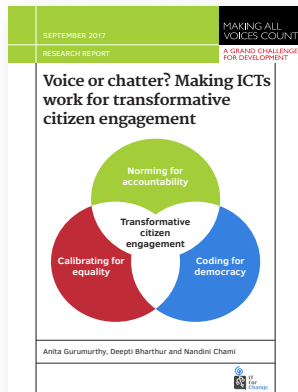 SEPTEMBER 2017
RESEARCH REPORT
MAKING ALL
VOICES COUNT
A GRAND CHALLENGE
FOR DEVELOPMENT
Voice or chatter? Making ICTs
work for transformative
citizen engagement
Norming for
accountability
Transformative
citizen
engagement
Calibrating for
equality
Coding for
democracy
Anita Gurumurthy, Deepti Bharthur and Nandini Chami
IT
for
Change